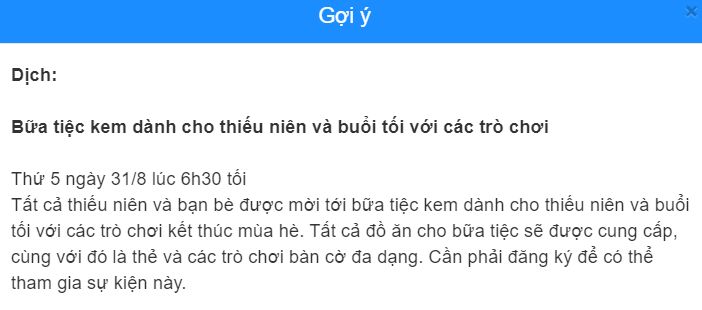 Gợi ý
Dịch:
Bữa tiệc kem dành cho thiếu niên và buổi tối với các trò chơi
Thứ 5 ngày 31/8 lúc 6h30 tối
Tất cả thiếu niên và bạn bè được mời tới bữa tiệc kem dành cho thiếu niên và buổi
tối với các trò chơi kết thúc mùa hè. Tất cả đồ ăn cho bữa tiệc sẽ được cung cấp,
cùng với đó là thẻ và các trò chơi bàn cờ đa dạng. Cần phải đăng ký để có thể
tham gia sự kiện này.